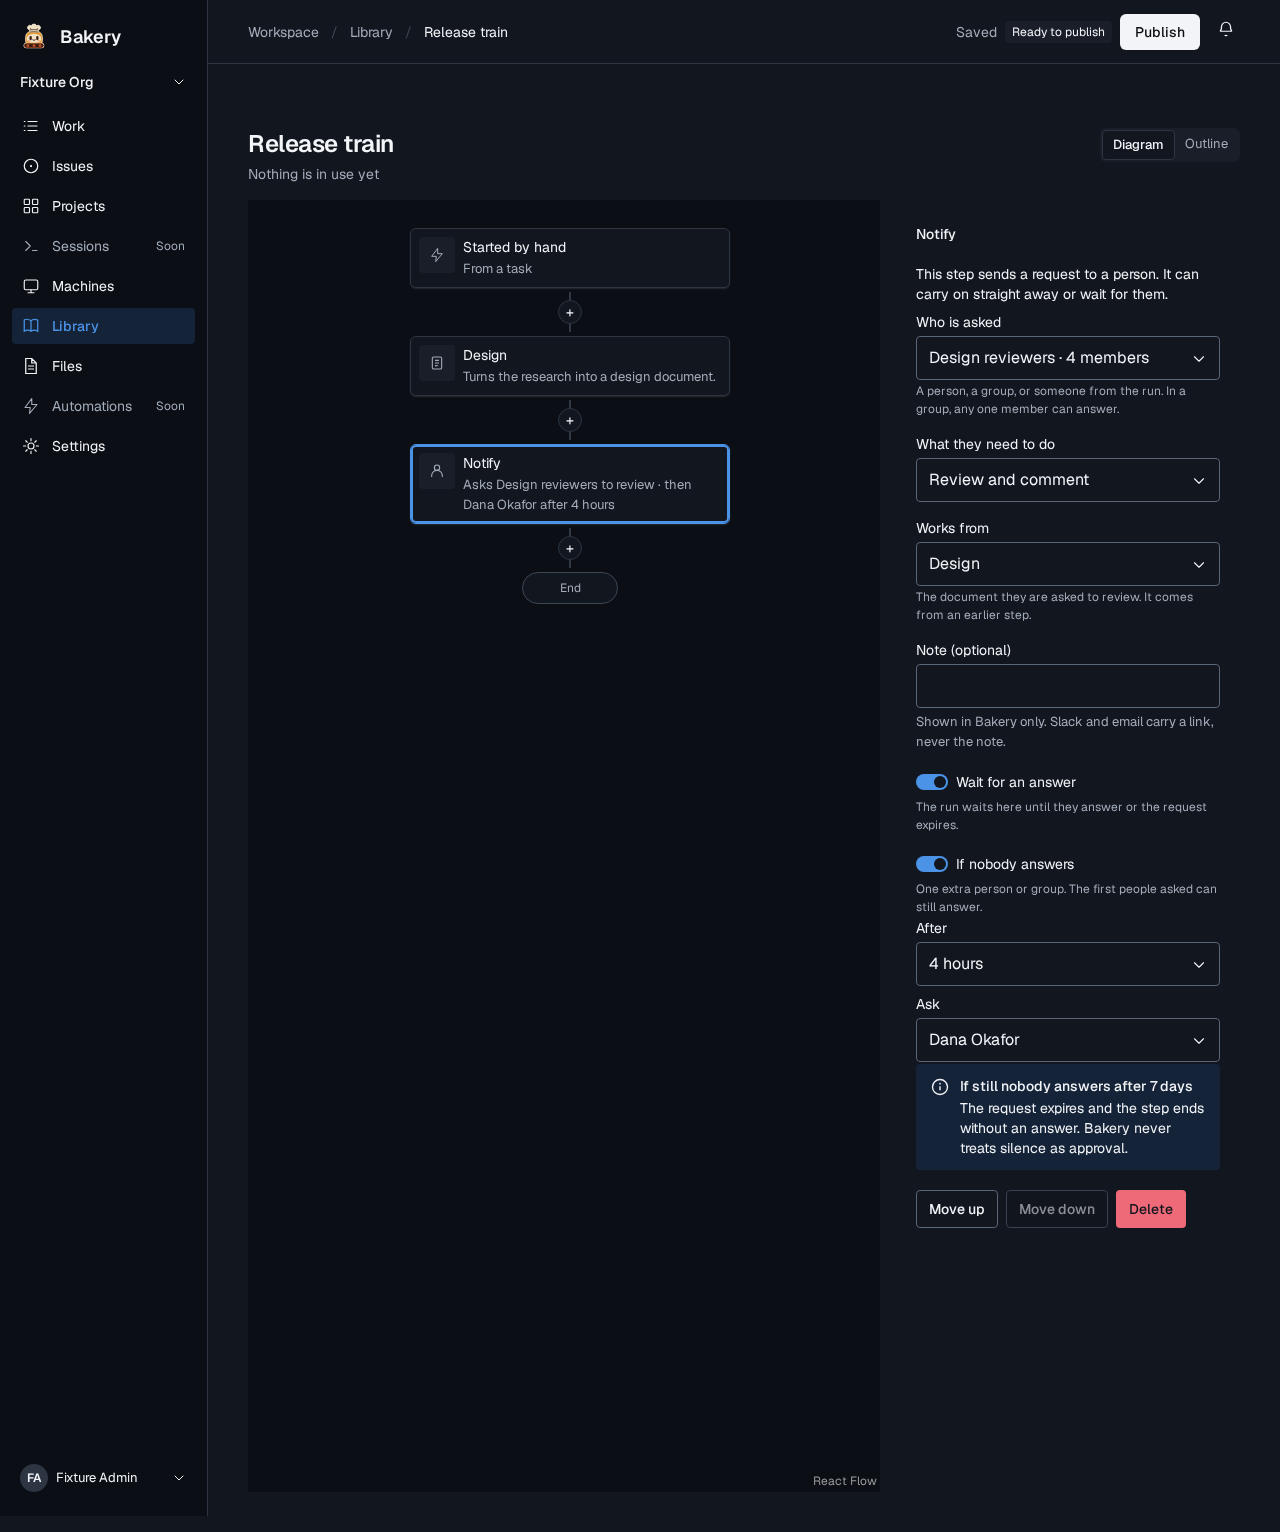 Bakery
Fixture Org
Work
Issues
Projects
Sessions Soon
Machines
Library
Files
Automations Soon
Settings
FA Fixture Admin
Workspace / Library / Release train
Saved Ready to publish Publish
Release train
Nothing is in use yet
Diagram Outline
Started by hand
From a task
+
Design
Turns the research into a design document.
+
Notify
Asks Design reviewers to review · then
Dana Okafor after 4 hours
+
End
React Flow
Notify
This step sends a request to a person. It can
carry on straight away or wait for them.
Who is asked
Design reviewers · 4 members
A person, a group, or someone from the run. In a
group, any one member can answer.
What they need to do
Review and comment
Works from
Design
The document they are asked to review. It comes
from an earlier step.
Note (optional)
Shown in Bakery only. Slack and email carry a link,
never the note.
Wait for an answer
The run waits here until they answer or the request
expires.
If nobody answers
One extra person or group. The first people asked can
still answer.
After
4 hours
Ask
Dana Okafor
If still nobody answers after 7 days
The request expires and the step ends
without an answer. Bakery never
treats silence as approval.
Move up Move down Delete